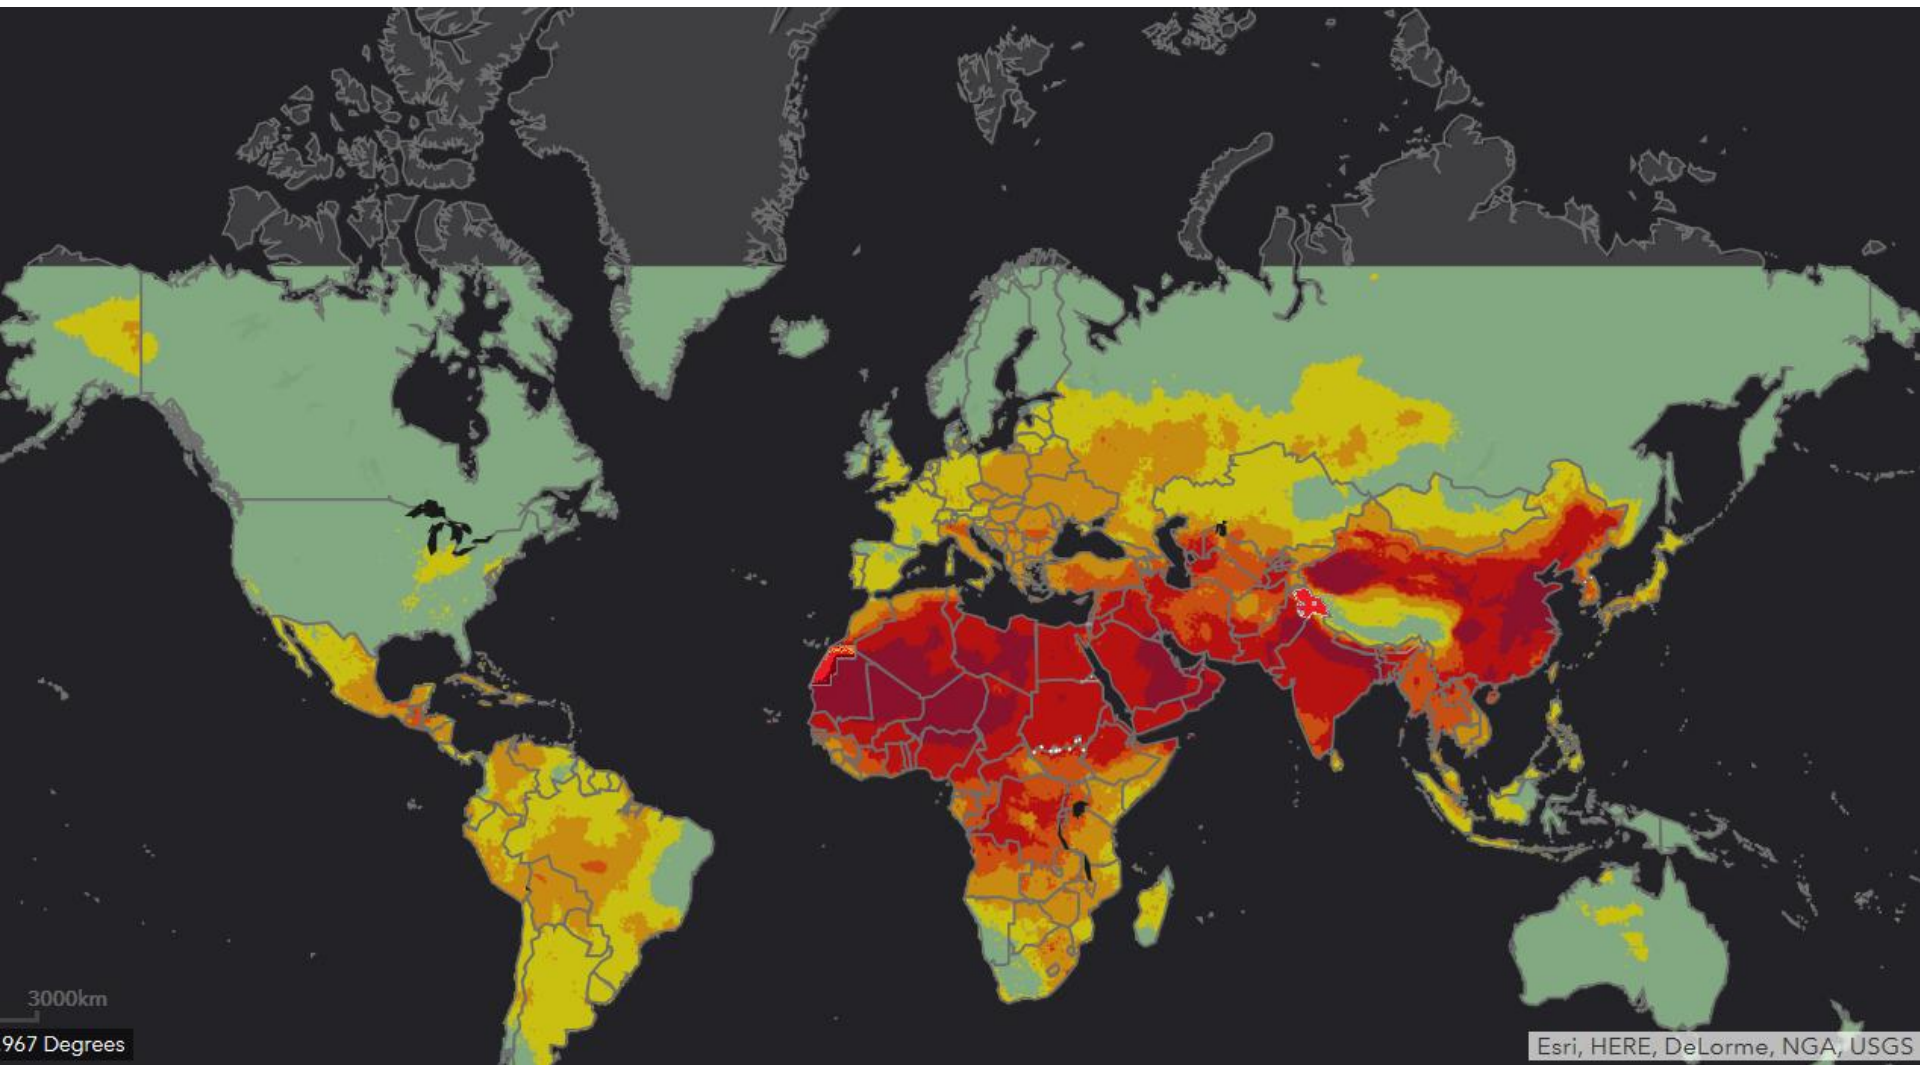 3000km
967 Degrees
Esri, HERE, DeLorme, NGA, USGS